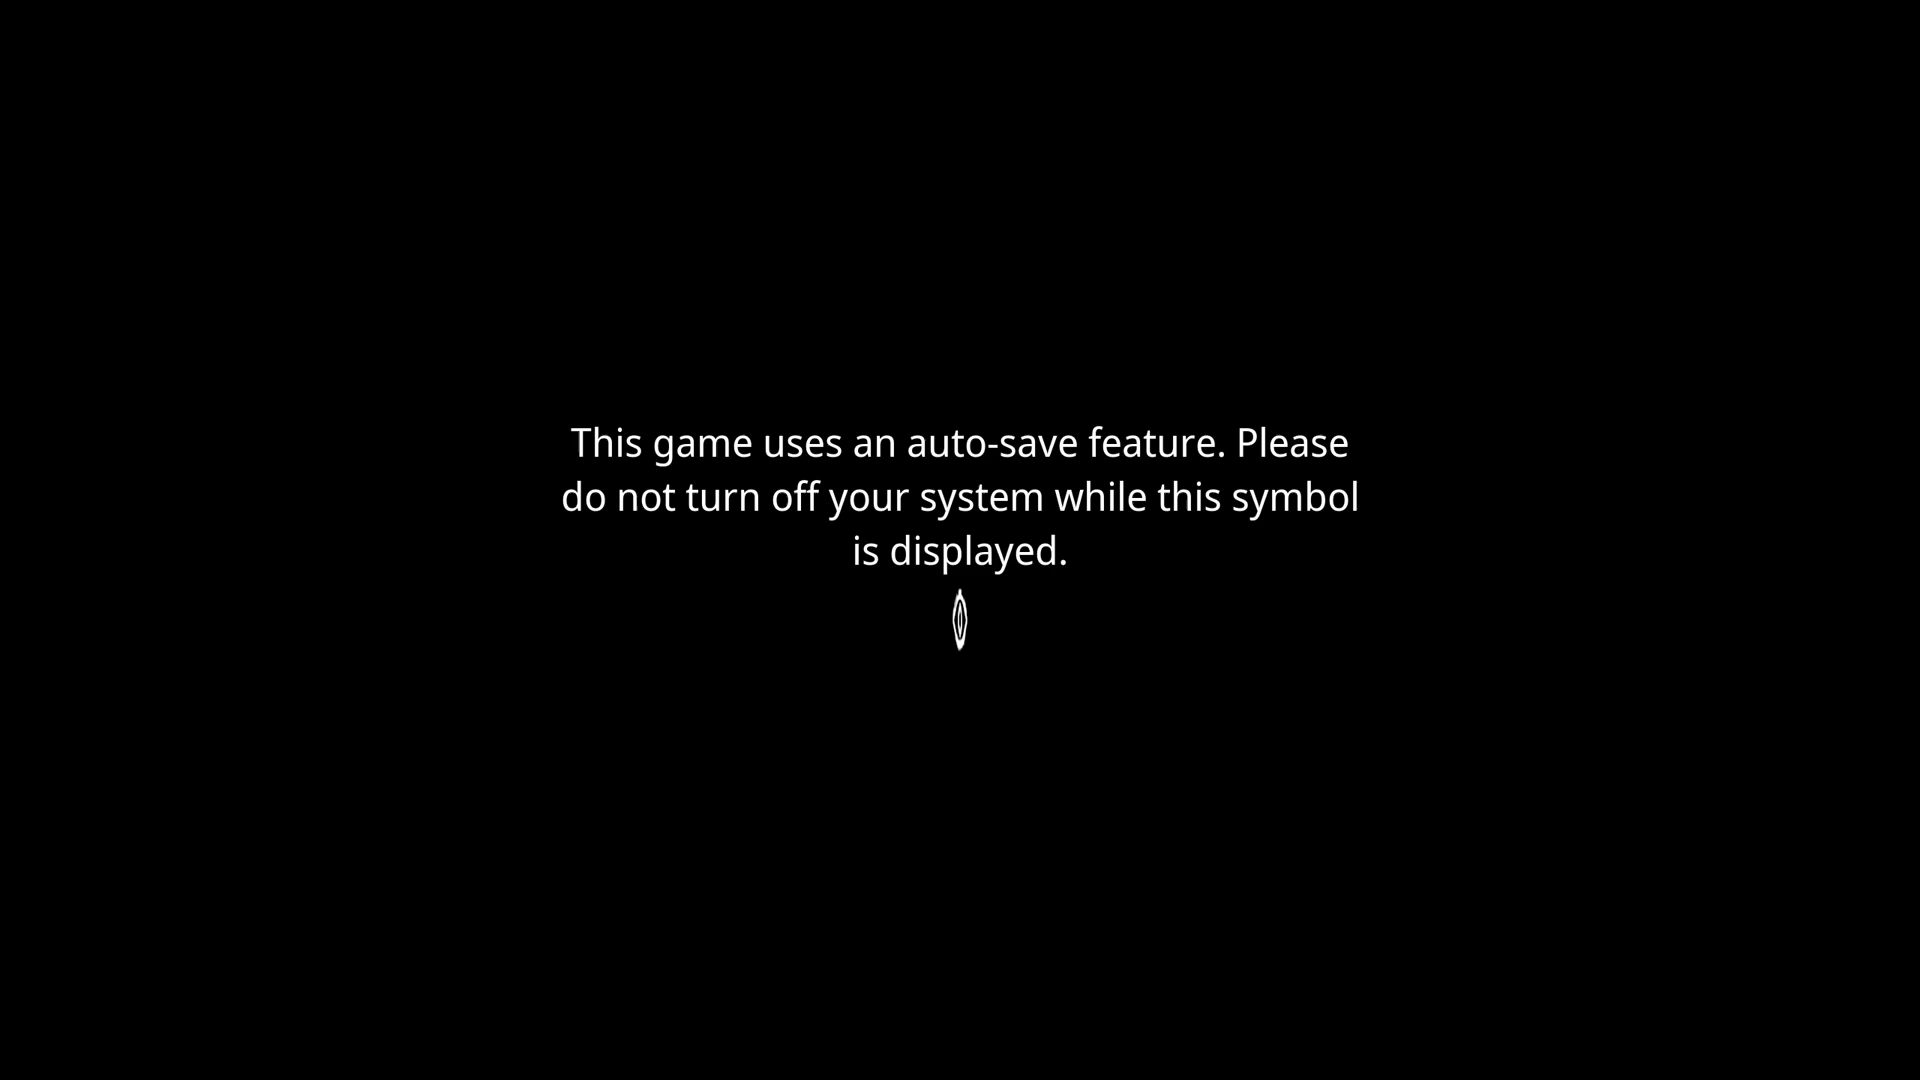 This game uses an auto-save feature. Please
do not turn off your system while this symbol
is displayed.